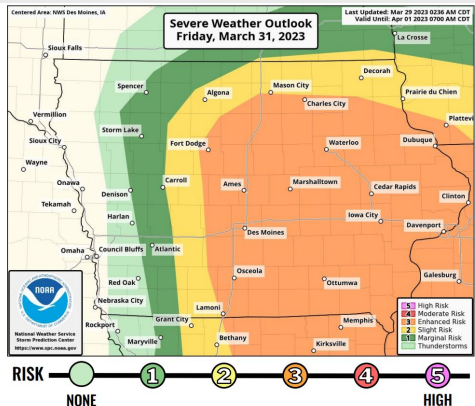 Centered Area: NWS Des Moines, IA
Severe Weather Outlook
Friday, March 31, 2023
Last Updated: Mar 29 2023 0236 AM CDT
Valid Until: Apr 01 2023 0700 AM CDT
La Crosse
Sioux Falls
Decorah
Spencer
Mason City
Algona
Prairie du Chien
Charles City
Vermillion
Plattevi
Storm Lake
Sioux City
Fort Dodge
Waterloo
Dubuque
Wayne
Carroll
Onawa
Denison
Ames
Marshalltown
Cedar Rapids
Clinton
Tekamah
Harlan
Iowa City
Des Moines
Davenport
Omaha
Council Bluffs
Atlantic
Red Oak
Osceola
Ottumwa
Galesburg
NOAA
Nebraska City
Lamoni
National Weather Service
Storm Prediction Center
https://www.spc.noaa.gov
Rockport
Grant City
Memphis
Maryville
Bethany
Kirksville
5 High Risk
4 Moderate Risk
3 Enhanced Risk
2 Slight Risk
1 Marginal Risk
Thunderstorms
RISK
1
2
3
4
5
NONE
HIGH